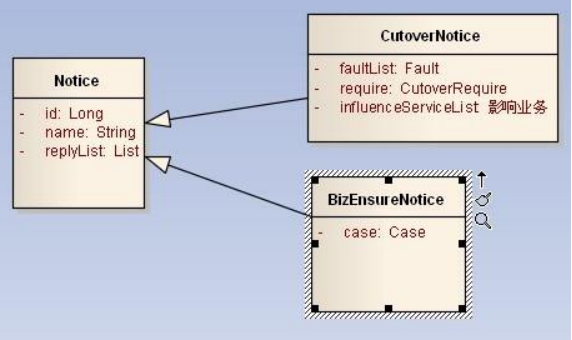 Notice
- id: Long
- name: String
- replyList: List
CutoverNotice
- faultList: Fault
- require: CutoverRequire
- influenceServiceList: 影响业务
BizEnsureNotice
- case: Case